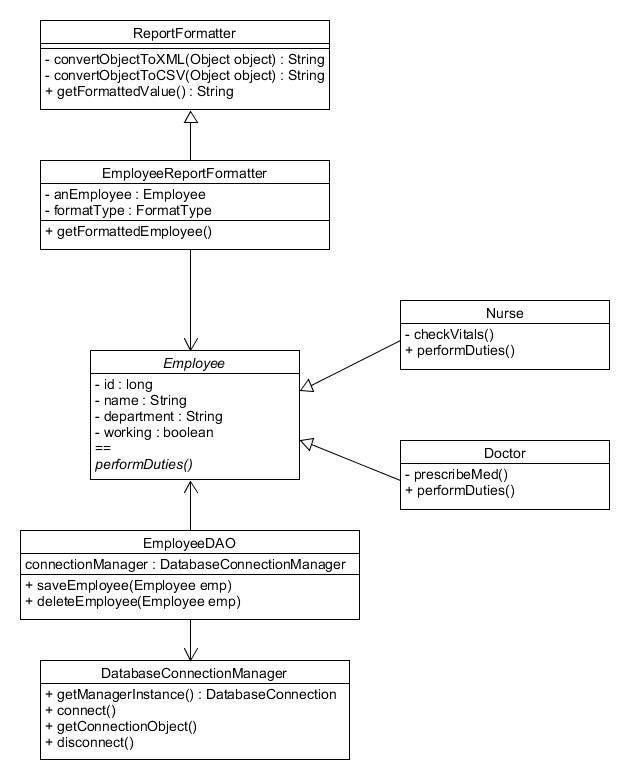 ReportFormatter
- convertObjectToXML(Object object) : String
- convertObjectToCSV(Object object) : String
+ getFormattedValue() : String
EmployeeReportFormatter
- anEmployee : Employee
- formatType : FormatType
+ getFormattedEmployee()
Nurse
- checkVitals()
+ performDuties()
Employee
- id : long
- name : String
- department : String
- working : boolean
==
performDuties()
Doctor
- prescribeMed()
+ performDuties()
EmployeeDAO
connectionManager : DatabaseConnectionManager
+ saveEmployee(Employee emp)
+ deleteEmployee(Employee emp)
DatabaseConnectionManager
+ getManagerInstance() : DatabaseConnection
+ connect()
+ getConnectionObject()
+ disconnect()